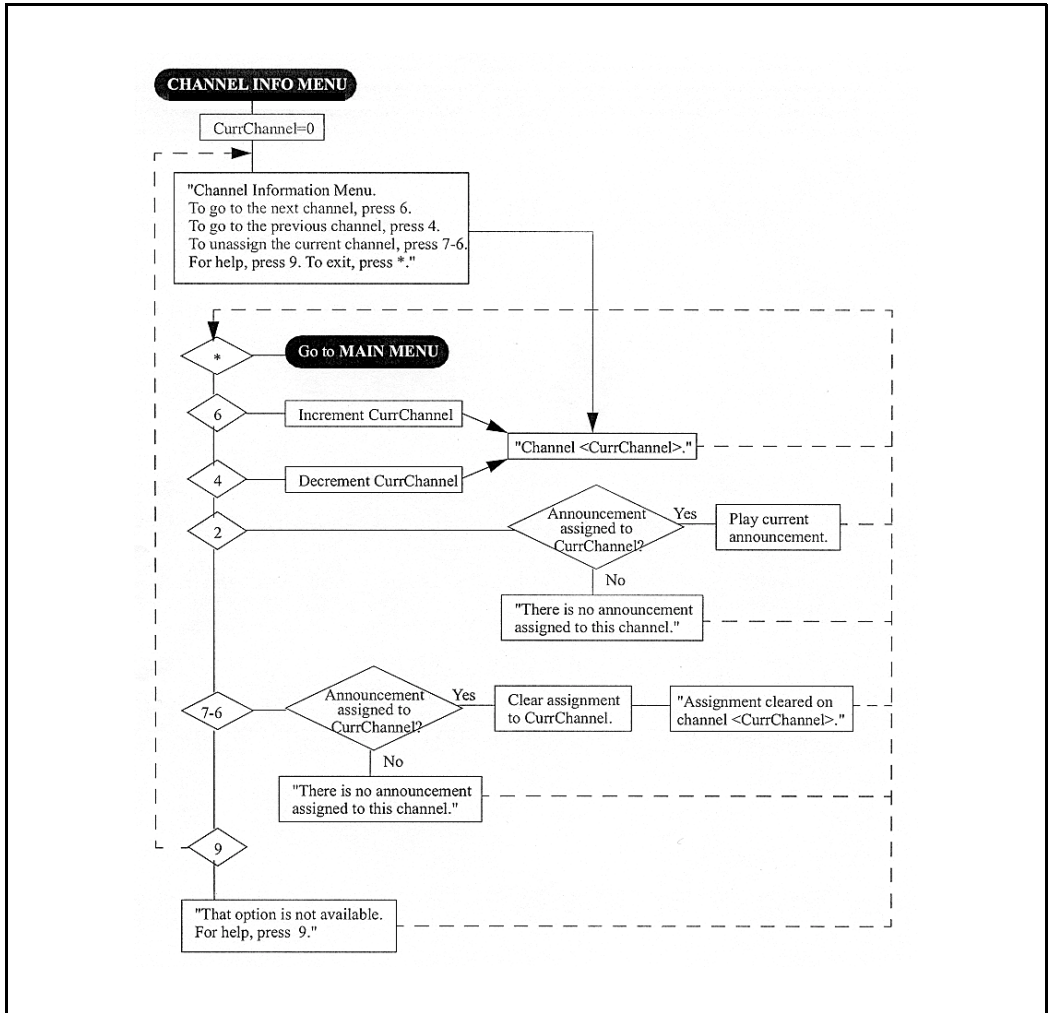 CHANNEL INFO MENU
CurrChannel=0
"Channel Information Menu.
To go to the next channel, press 6.
To go to the previous channel, press 4.
To unassign the current channel, press 7-6.
For help, press 9. To exit, press *."
*
Go to MAIN MENU
6
Increment CurrChannel
"Channel <CurrChannel>."
4
Decrement CurrChannel
2
Announcement
assigned to
CurrChannel?
Yes
Play current
announcement.
No
"There is no announcement
assigned to this channel."
7-6
Announcement
assigned to
CurrChannel?
Yes
Clear assignment
to CurrChannel.
"Assignment cleared on
channel <CurrChannel>."
No
"There is no announcement
assigned to this channel."
9
"That option is not available.
For help, press 9."